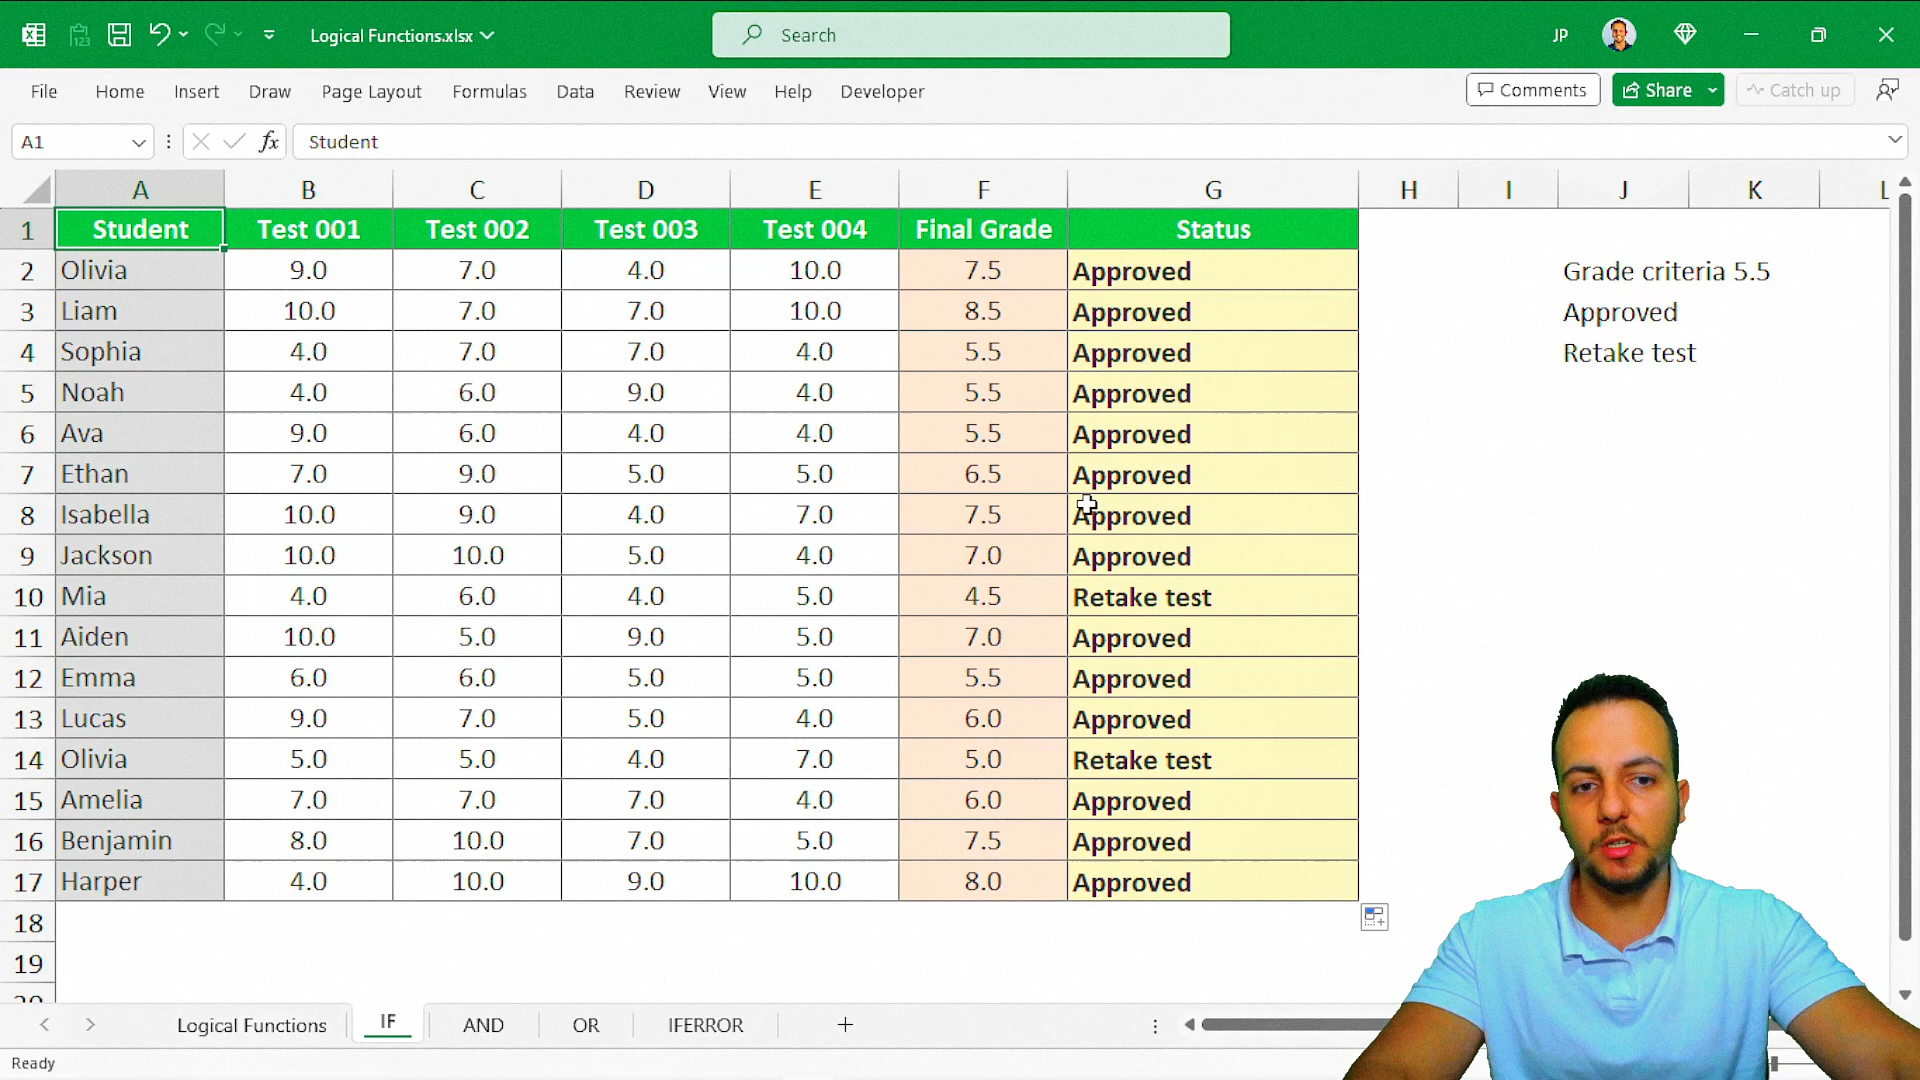 Logical Functions.xlsx
Search
JP
File Home Insert Draw Page Layout Formulas Data Review View Help Developer
Comments Share Catch up
A1 fx Student
A B C D E F G H I J K L
1 Student Test 001 Test 002 Test 003 Test 004 Final Grade Status
2 Olivia 9.0 7.0 4.0 10.0 7.5 Approved Grade criteria 5.5
3 Liam 10.0 7.0 7.0 10.0 8.5 Approved Approved
4 Sophia 4.0 7.0 7.0 4.0 5.5 Approved Retake test
5 Noah 4.0 6.0 9.0 4.0 5.5 Approved
6 Ava 9.0 6.0 4.0 4.0 5.5 Approved
7 Ethan 7.0 9.0 5.0 5.0 6.5 Approved
8 Isabella 10.0 9.0 4.0 7.0 7.5 Approved
9 Jackson 10.0 10.0 5.0 4.0 7.0 Approved
10 Mia 4.0 6.0 4.0 5.0 4.5 Retake test
11 Aiden 10.0 5.0 9.0 5.0 7.0 Approved
12 Emma 6.0 6.0 5.0 5.0 5.5 Approved
13 Lucas 9.0 7.0 5.0 4.0 6.0 Approved
14 Olivia 5.0 5.0 4.0 7.0 5.0 Retake test
15 Amelia 7.0 7.0 7.0 4.0 6.0 Approved
16 Benjamin 8.0 10.0 7.0 5.0 7.5 Approved
17 Harper 4.0 10.0 9.0 10.0 8.0 Approved
18
19
Logical Functions IF AND OR IFERROR
Ready